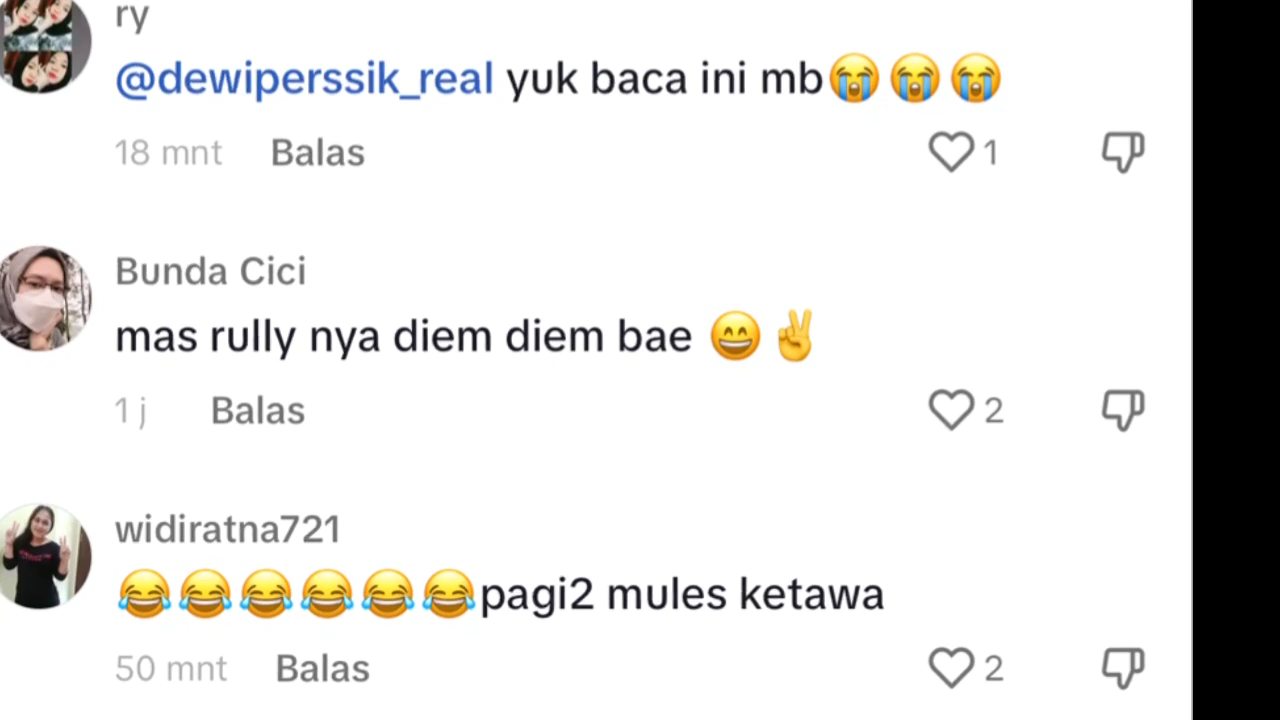 ry
@dewiperssik_real yuk baca ini mb😭😭😭
18 mnt Balas 1
Bunda Cici
mas rully nya diem diem bae 😄✌️
1 j Balas 2
widiratna721
😂😂😂😂😂😂pagi2 mules ketawa
50 mnt Balas 2